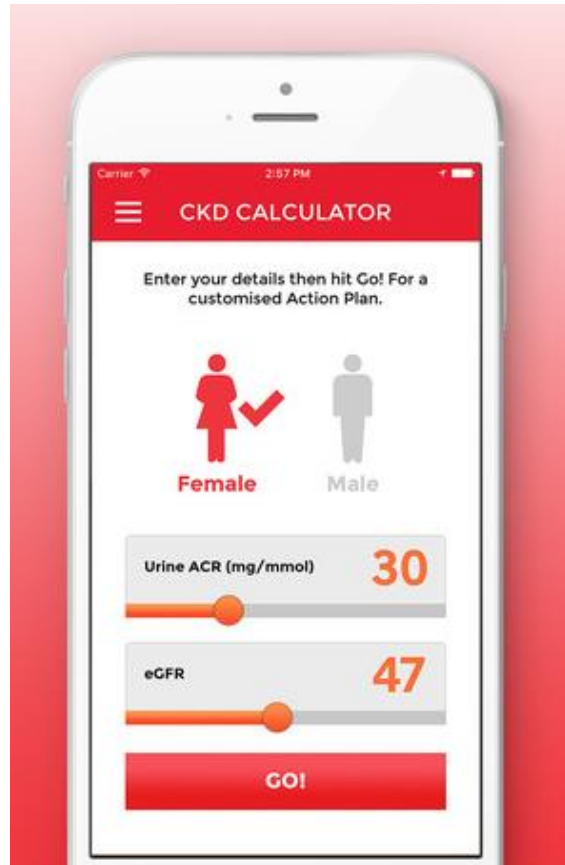 Carrier 2:57 PM
CKD CALCULATOR
Enter your details then hit Go! For a
customised Action Plan.
Female Male
Urine ACR (mg/mmol) 30
eGFR 47
GO!